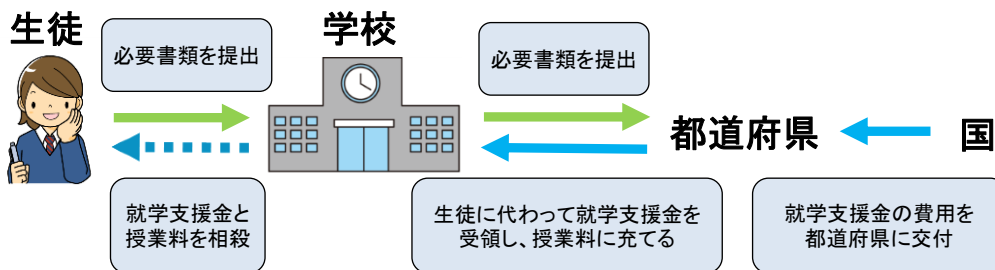 生徒
必要書類を提出
学校
必要書類を提出
都道府県
国
就学支援金と
授業料を相殺
生徒に代わって就学支援金を
受領し、授業料に充てる
就学支援金の費用を
都道府県に交付